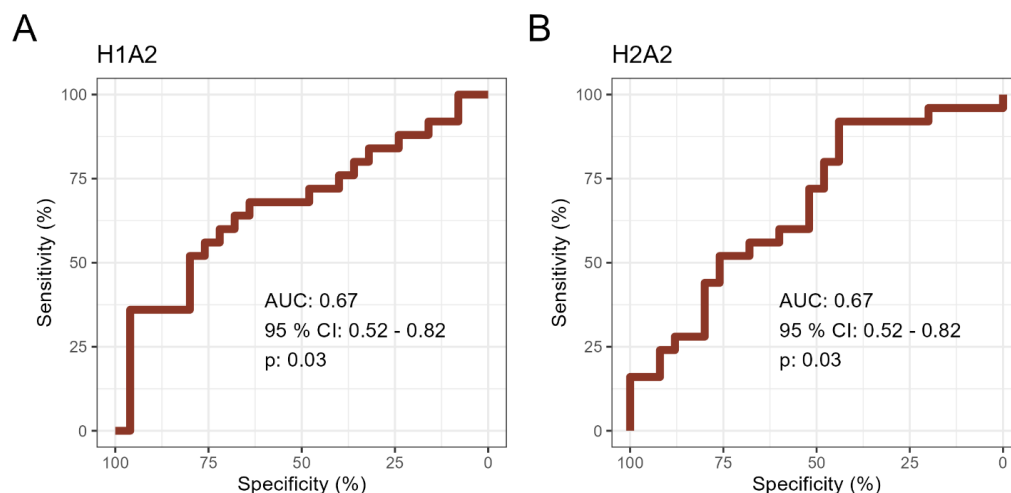 A
H1A2
100
75
50
25
0
Sensitivity (%)
AUC: 0.67
95 % CI: 0.52 - 0.82
p: 0.03
100
75
50
25
0
Specificity (%)
B
H2A2
100
75
50
25
0
Sensitivity (%)
AUC: 0.67
95 % CI: 0.52 - 0.82
p: 0.03
100
75
50
25
0
Specificity (%)